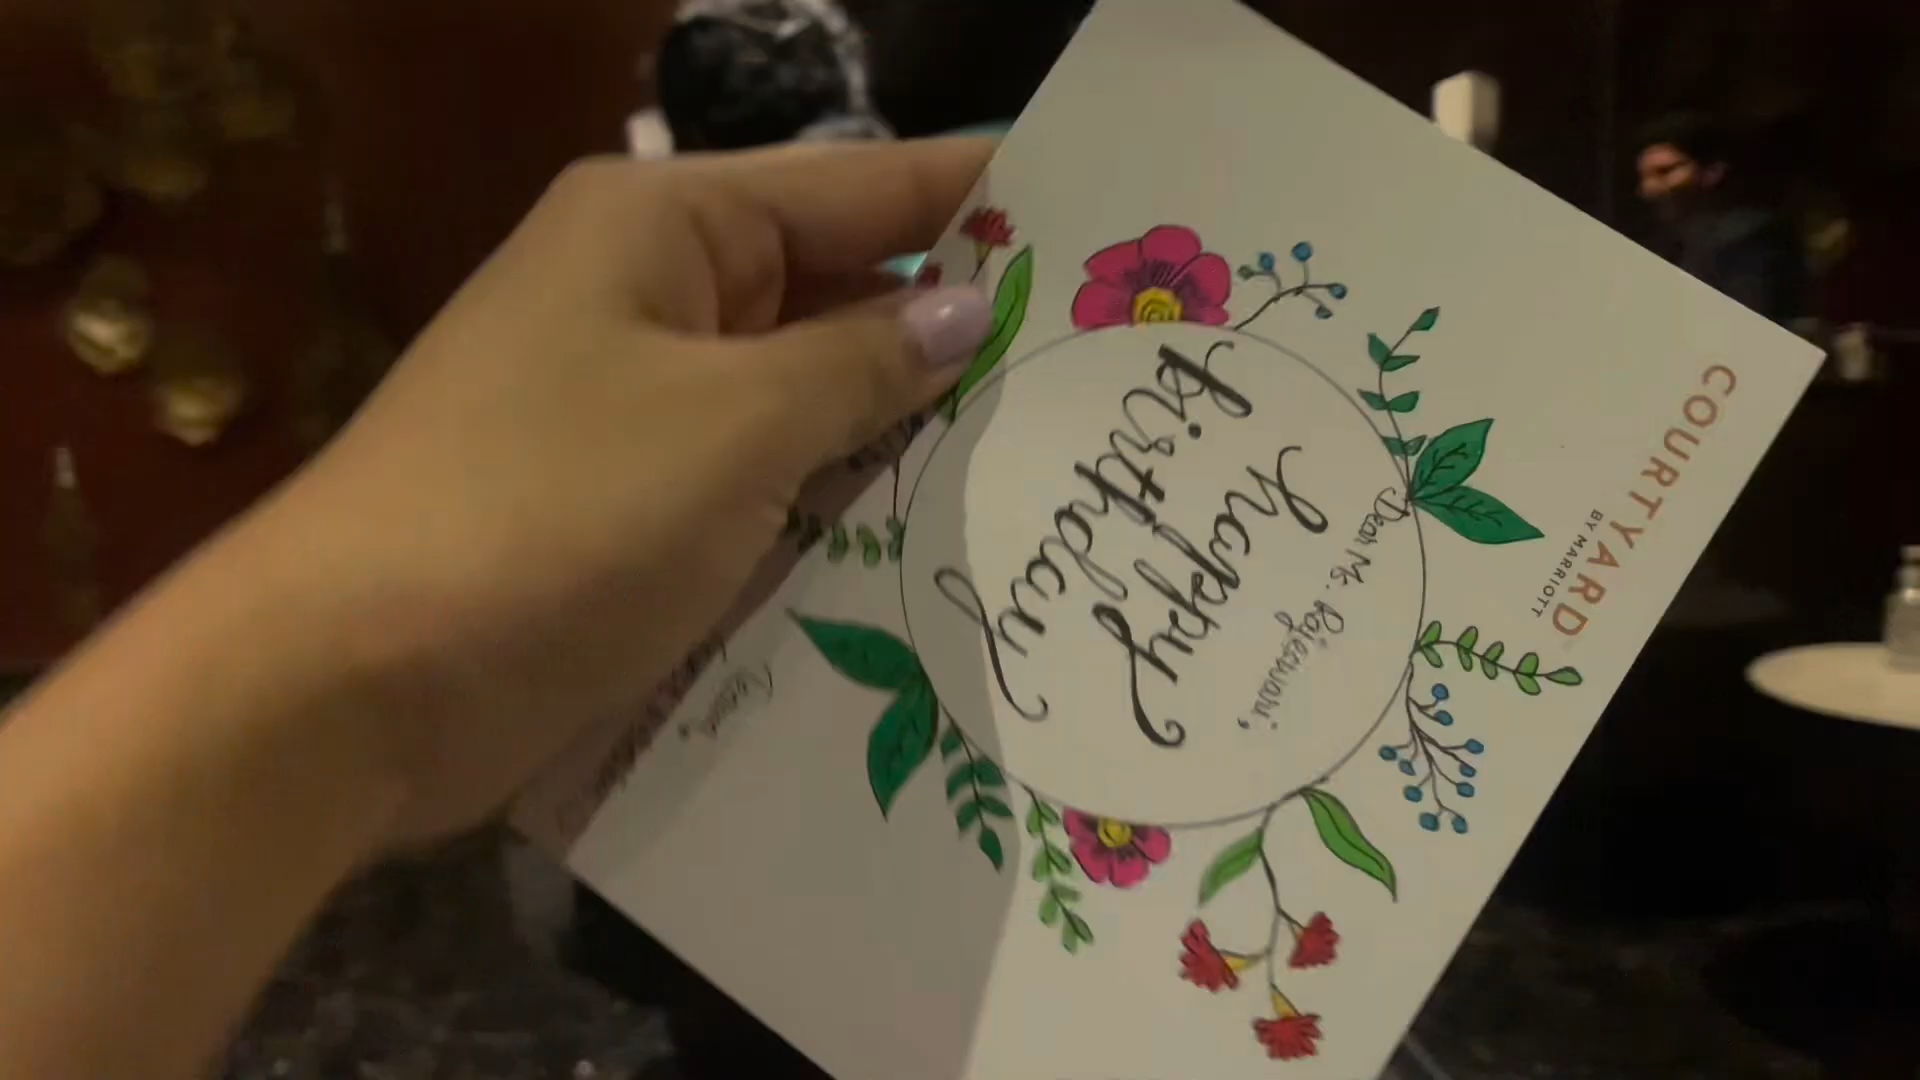 COURTYARD
BY MARRIOTT
Dear Ms. Rajeswari,
happy
birthday